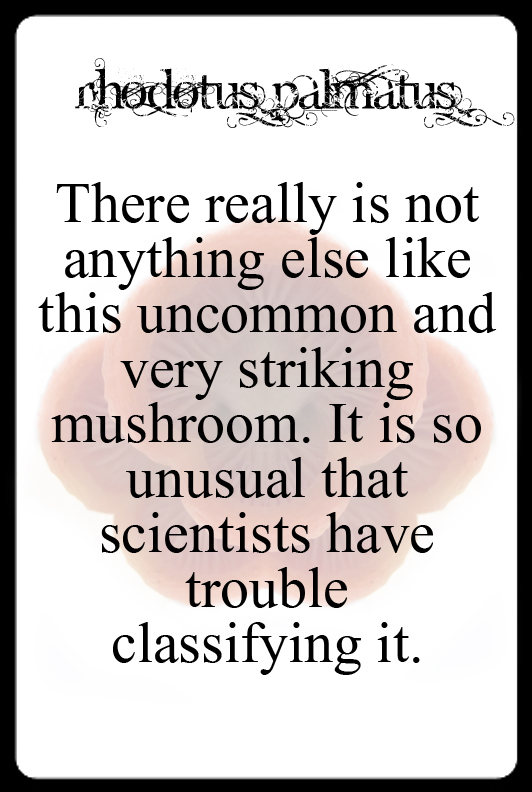 rhodotus palmatus
There really is not
anything else like
this uncommon and
very striking
mushroom. It is so
unusual that
scientists have
trouble
classifying it.